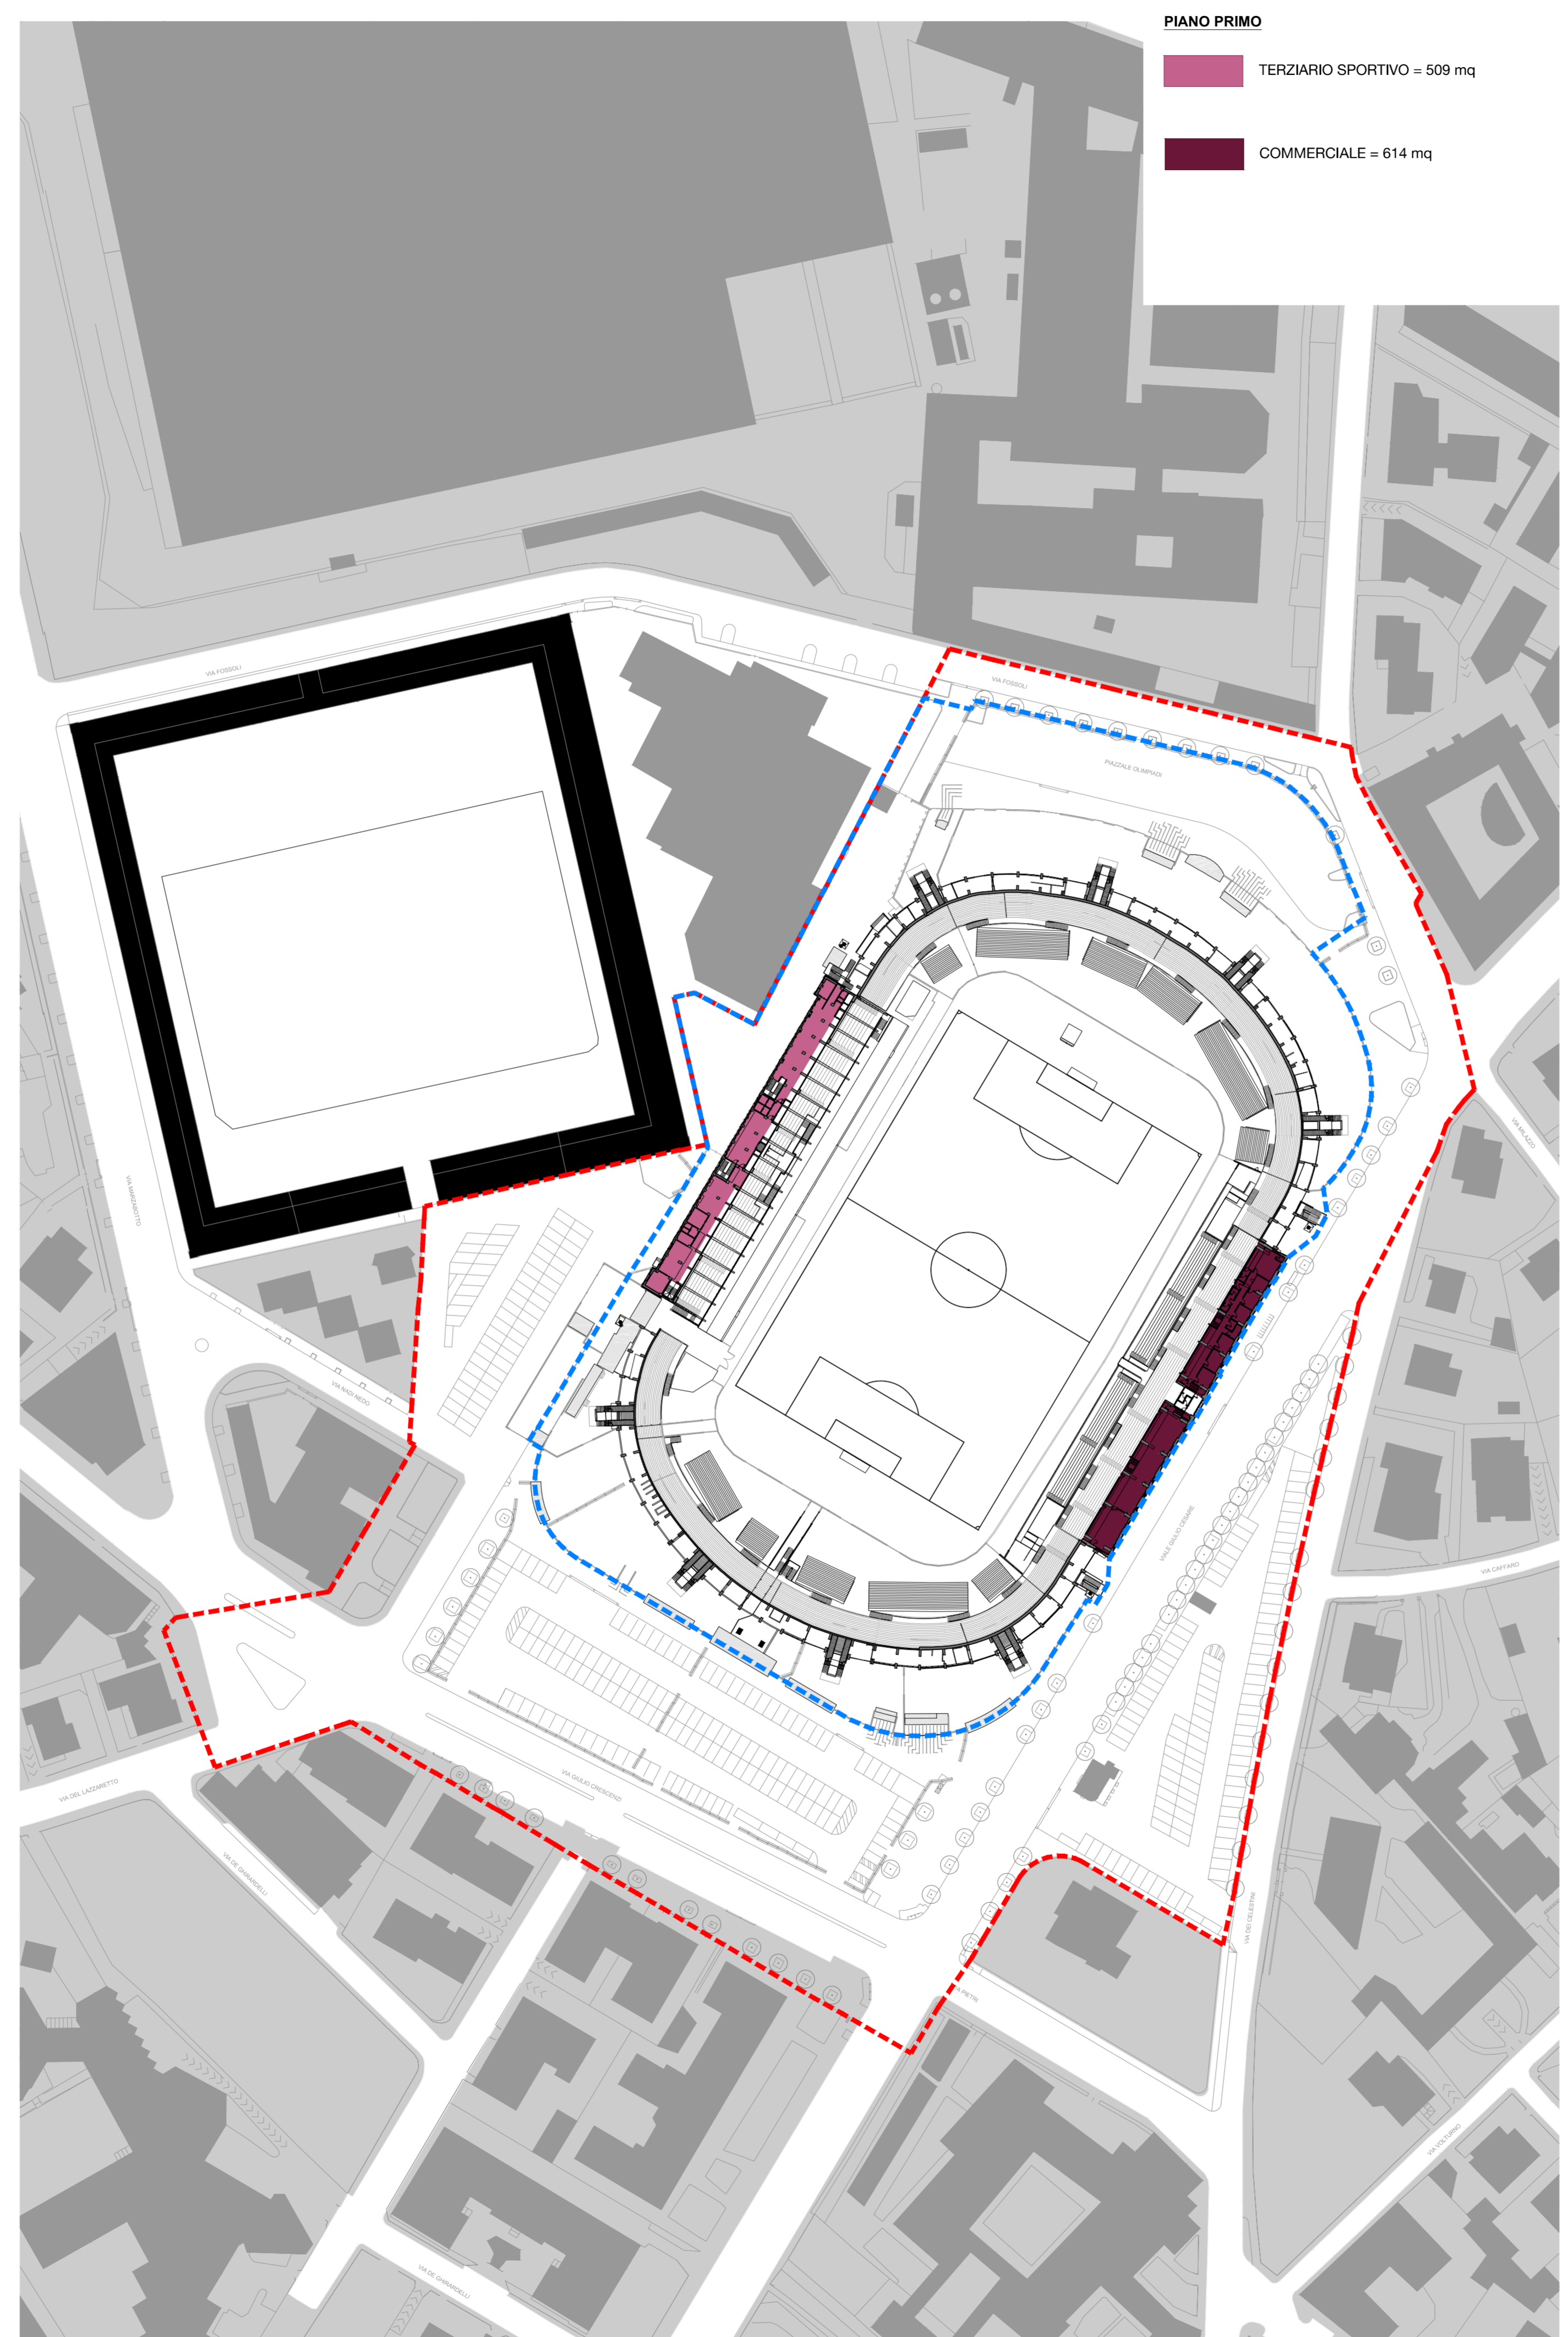 PIANO PRIMO
TERZIARIO SPORTIVO = 509 mq
COMMERCIALE = 614 mq
VIA FOSSOLI
VIA FOSSOLI
PIAZZALE OLIMPIADI
VIA MILAZZO
VIA MARZABOTTO
VIA NADI NEDO
VIALE GIULIO CESARE
VIA CAFFARO
VIA GIULIO CRESCENZI
VIA DEL LAZZARETTO
VIA DE GHIRARDELLI
VIA DEI CELESTINI
PIETRI
VIA VOLTURNO
VIA DE GHIRARDELLI